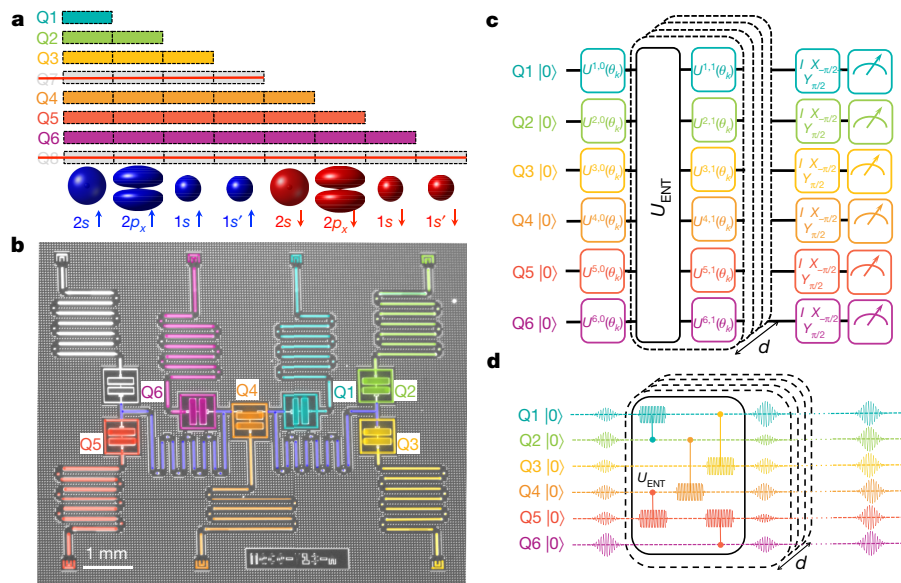 a
Q1
Q2
Q3
Q7
Q4
Q5
Q6
Q8
2s ↑ 2pₓ ↑ 1s ↑ 1s′ ↑ 2s ↓ 2pₓ ↓ 1s ↓ 1s′ ↓
b
Q6 Q4 Q1 Q2
Q5 Q3
1 mm
c
Q1 |0⟩ U¹,⁰(θₖ) U¹,¹(θₖ) I X₋π/₂ Yπ/₂
Q2 |0⟩ U²,⁰(θₖ) U²,¹(θₖ) I X₋π/₂ Yπ/₂
Q3 |0⟩ U³,⁰(θₖ) U³,¹(θₖ) I X₋π/₂ Yπ/₂
Q4 |0⟩ U⁴,⁰(θₖ) U⁴,¹(θₖ) I X₋π/₂ Yπ/₂
Q5 |0⟩ U⁵,⁰(θₖ) U⁵,¹(θₖ) I X₋π/₂ Yπ/₂
Q6 |0⟩ U⁶,⁰(θₖ) U⁶,¹(θₖ) I X₋π/₂ Yπ/₂
U_ENT
d
d
Q1 |0⟩
Q2 |0⟩
Q3 |0⟩
Q4 |0⟩ U_ENT
Q5 |0⟩
Q6 |0⟩
d